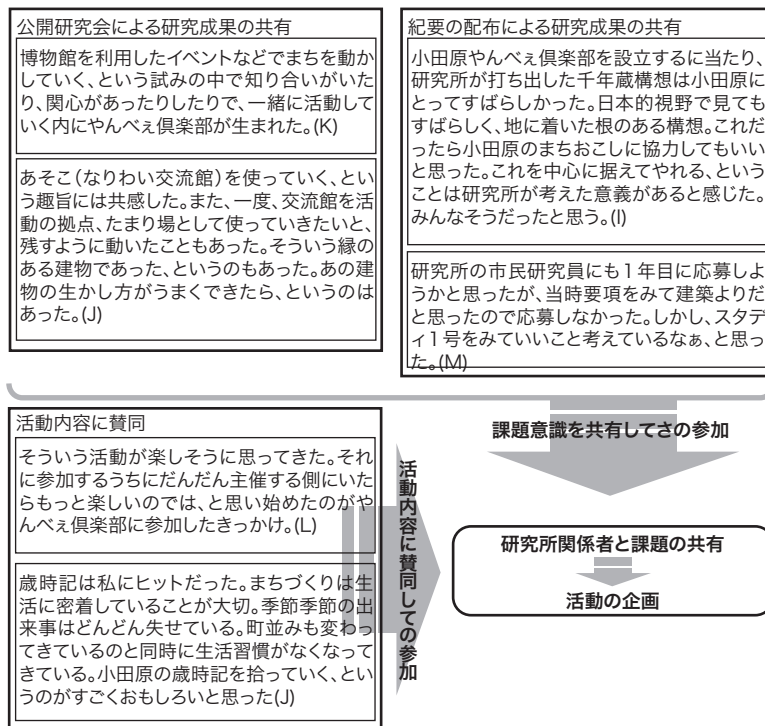 公開研究会による研究成果の共有
博物館を利用したイベントなどでまちを動か
していく、という試みの中で知り合いがいた
り、関心があったりしたりで、一緒に活動して
いく内にやんべぇ倶楽部が生まれた。(K)
あそこ(なりわい交流館)を使っていく、とい
う趣旨には共感した。また、一度、交流館を活
動の拠点、たまり場として使っていきたいと、
残すように動いたこともあった。そういう縁の
ある建物であった、というのもあった。あの建
物の生かし方がうまくできたら、というのは
あった。(J)
紀要の配布による研究成果の共有
小田原やんべぇ倶楽部を設立するに当たり、
研究所が打ち出した千年蔵構想は小田原に
とってすばらしかった。日本的視野で見ても
すばらしく、地に着いた根のある構想。これだ
ったら小田原のまちおこしに協力してもいい
と思った。これを中心に据えてやれる、という
ことは研究所が考えた意義があると感じた。
みんなそうだったと思う。(I)
研究所の市民研究員にも1年目に応募しよ
うかと思ったが、当時要項をみて建築よりだ
と思ったので応募しなかった。しかし、スタデ
ィ1号をみていいこと考えているなぁ、と思っ
た。(M)
活動内容に賛同
そういう活動が楽しそうに思ってきた。それ
に参加するうちにだんだん主催する側にいた
らもっと楽しいのでは、と思い始めたのがや
んべぇ倶楽部に参加したきっかけ。(L)
歳時記は私にヒットだった。まちづくりは生
活に密着していることが大切。季節季節の出
来事はどんどん失せている。町並みも変わっ
てきているのと同時に生活習慣がなくなって
きている。小田原の歳時記を拾っていく、とい
うのがすごくおもしろいと思った(J)
活動内容に賛同しての参加
課題意識を共有してさの参加
研究所関係者と課題の共有
活動の企画